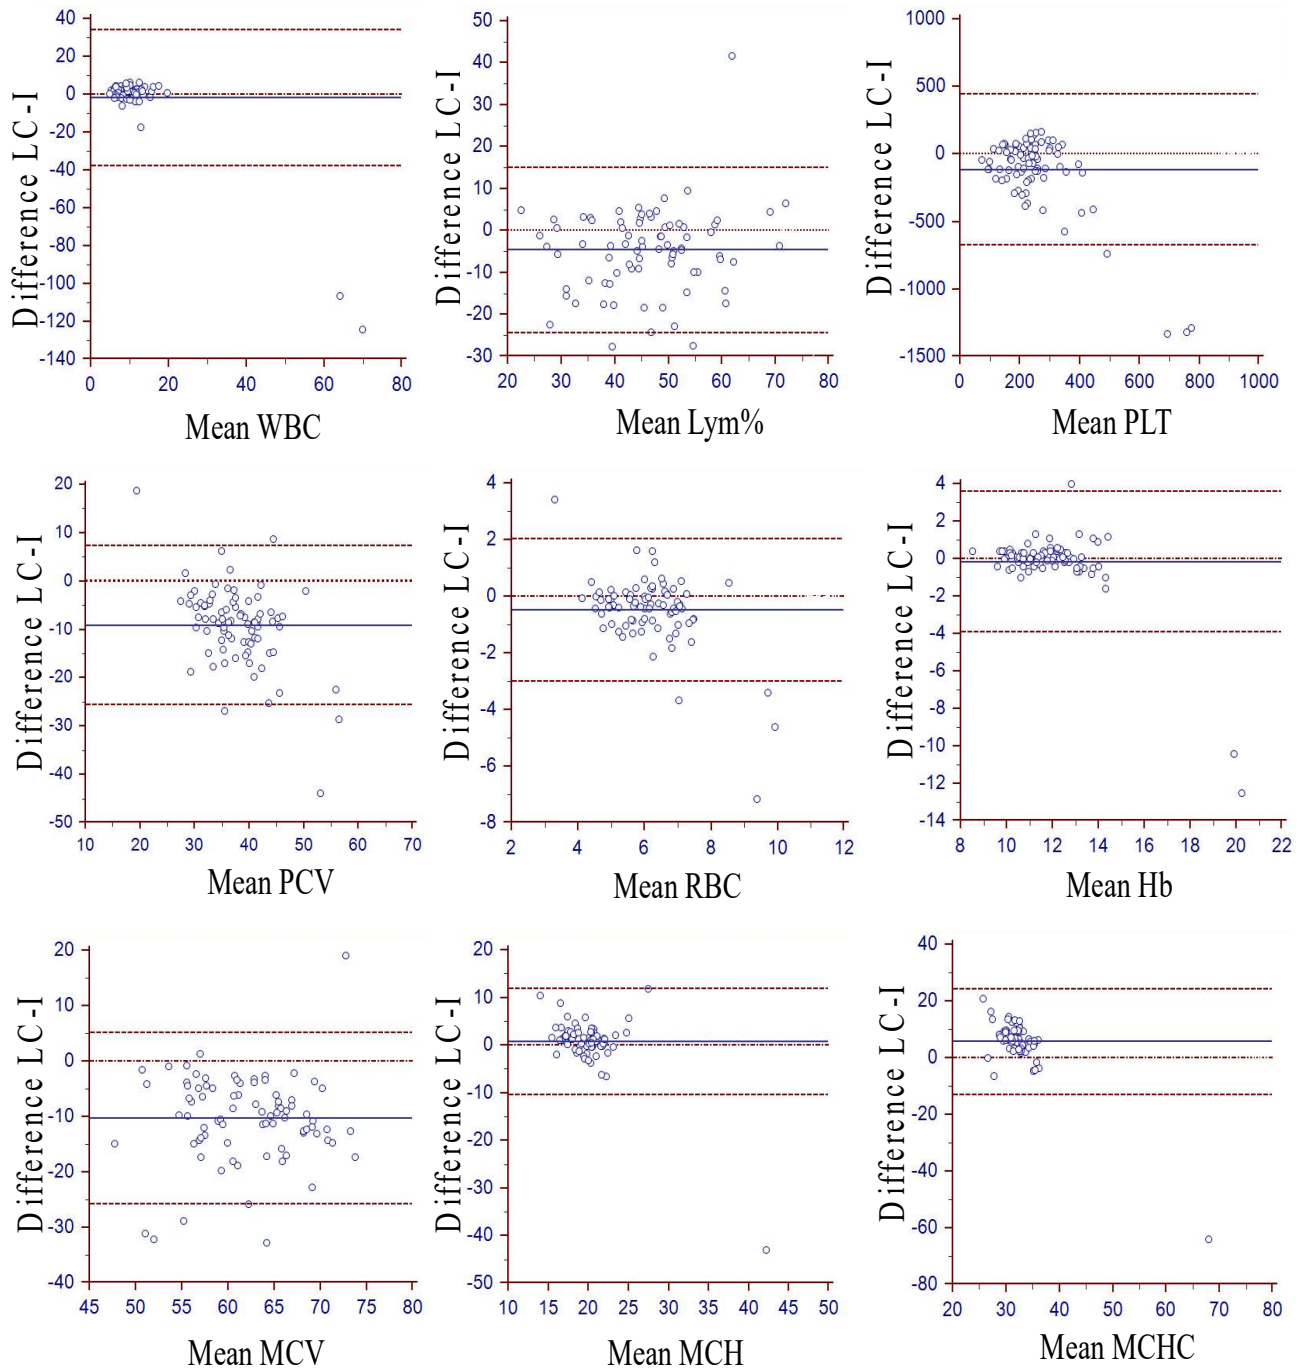 40
20
0
-20
-40
-60
-80
-100
-120
-140
0 20 40 60 80
Difference LC-I
Mean WBC
50
40
30
20
10
0
-10
-20
-30
20 30 40 50 60 70 80
Difference LC-I
Mean Lym%
1000
500
0
-500
-1000
-1500
0 200 400 600 800 1000
Difference LC-I
Mean PLT
20
10
0
-10
-20
-30
-40
-50
10 20 30 40 50 60 70
Difference LC-I
Mean PCV
4
2
0
-2
-4
-6
-8
2 4 6 8 10 12
Difference LC-I
Mean RBC
4
2
0
-2
-4
-6
-8
-10
-12
-14
8 10 12 14 16 18 20 22
Difference LC-I
Mean Hb
20
10
0
-10
-20
-30
-40
45 50 55 60 65 70 75 80
Difference LC-I
Mean MCV
20
10
0
-10
-20
-30
-40
-50
10 15 20 25 30 35 40 45 50
Difference LC-I
Mean MCH
40
20
0
-20
-40
-60
-80
20 30 40 50 60 70 80
Difference LC-I
Mean MCHC